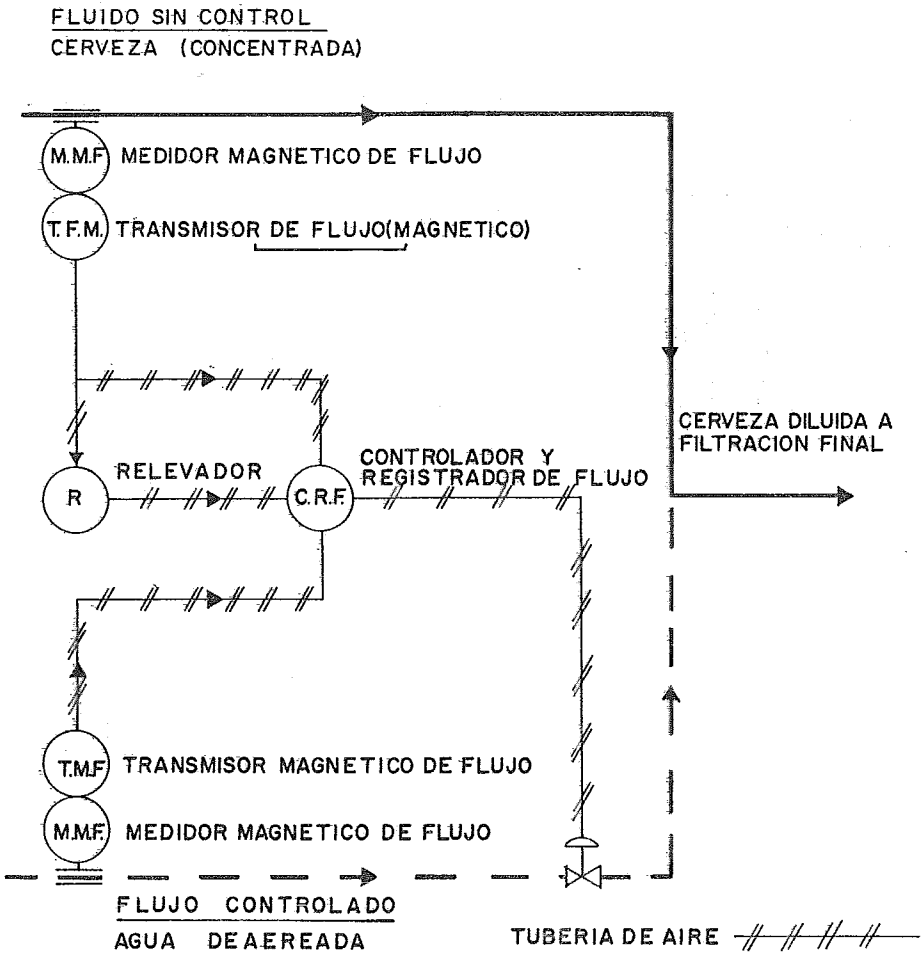 FLUIDO SIN CONTROL
CERVEZA (CONCENTRADA)
M.M.F
MEDIDOR MAGNETICO DE FLUJO
T.F.M.
TRANSMISOR DE FLUJO(MAGNETICO)
CERVEZA DILUIDA A
FILTRACION FINAL
R
RELEVADOR
C.R.F.
CONTROLADOR Y
REGISTRADOR DE FLUJO
T.M.F
TRANSMISOR MAGNETICO DE FLUJO
M.M.F.
MEDIDOR MAGNETICO DE FLUJO
FLUJO CONTROLADO
AGUA DEAEREADA
TUBERIA DE AIRE